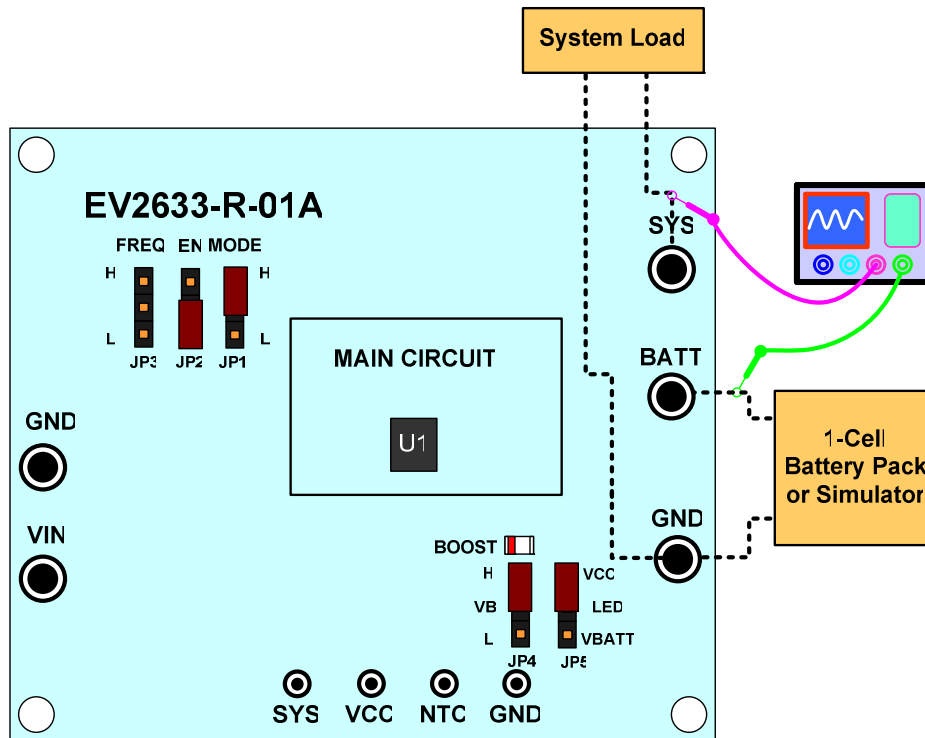 System Load
EV2633-R-01A
FREQ EN MODE
H H
L L
JP3 JP2 JP1
SYS
MAIN CIRCUIT
U1
BATT
1-Cell
Battery Pack
or Simulator
GND
VIN
GND
BOOST
H VCC
VB LED
L VBATT
JP4 JP5
SYS VCC NTC GND